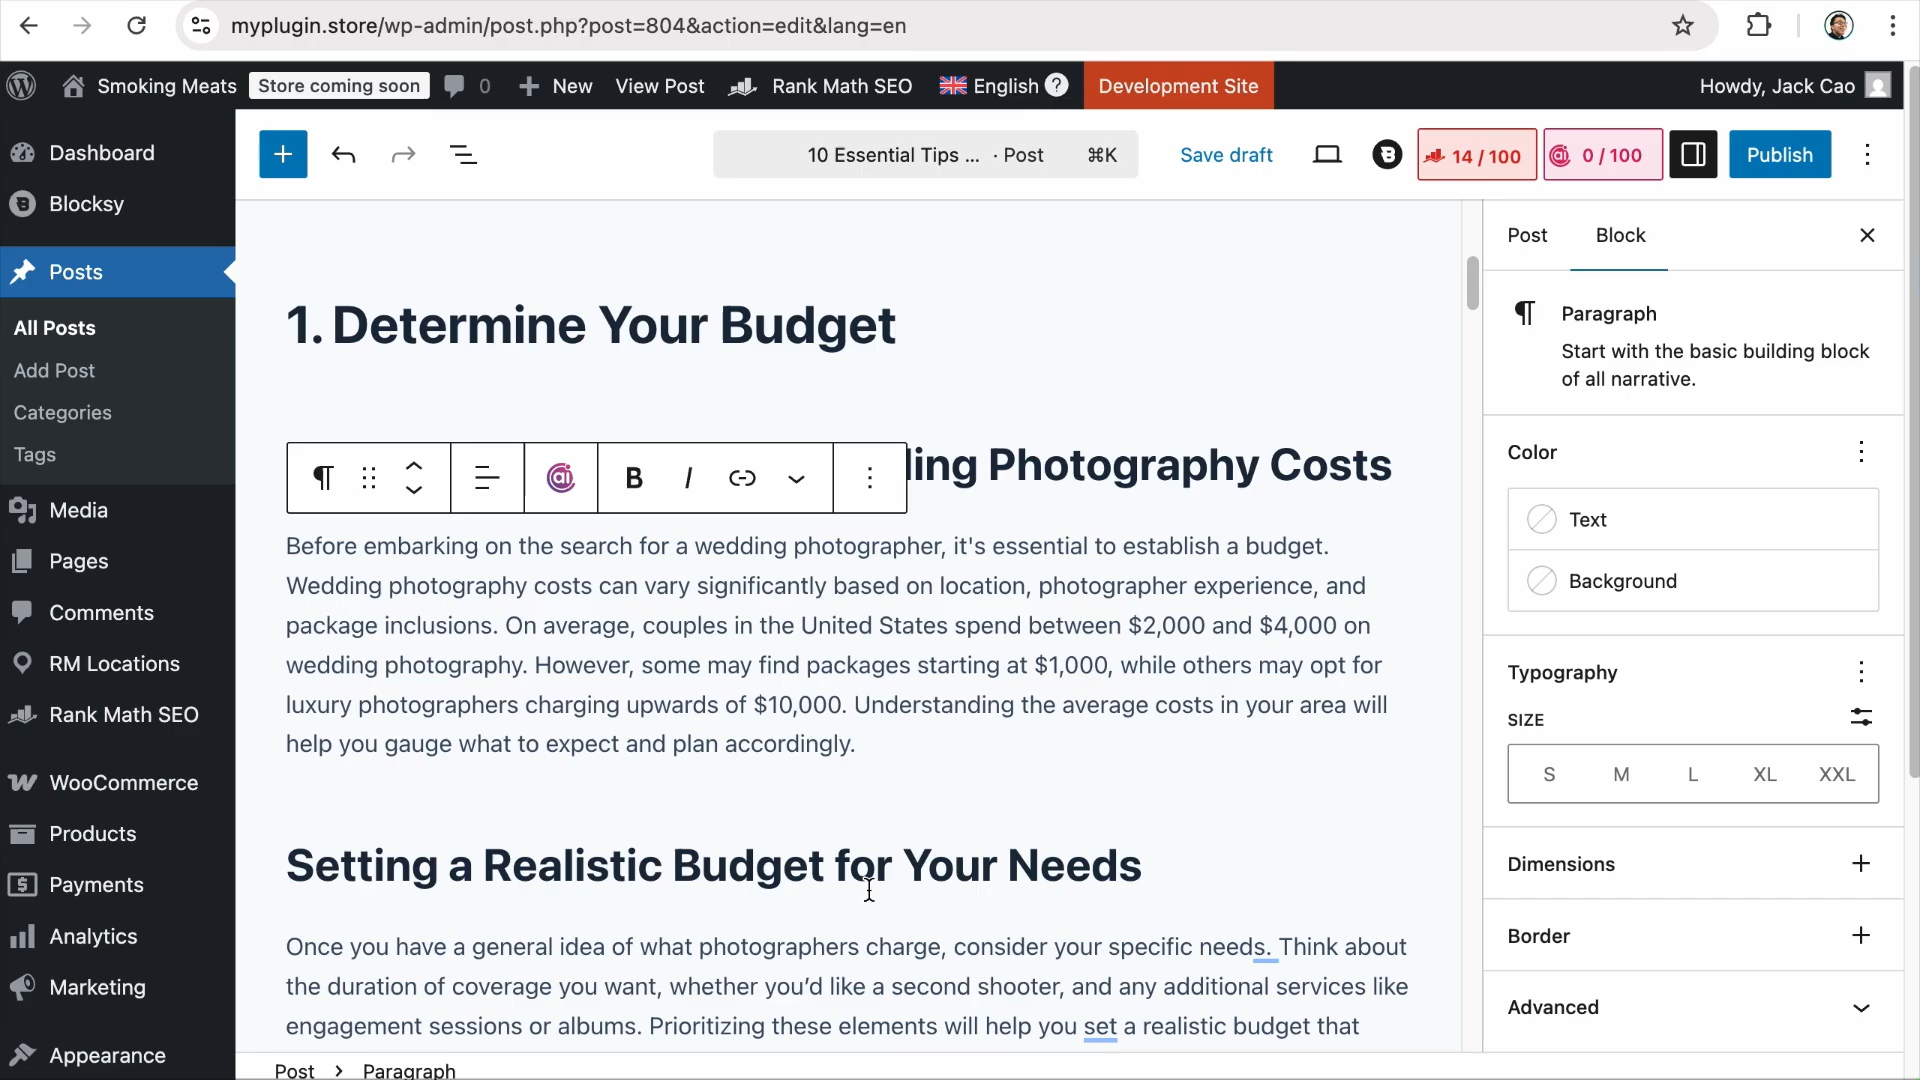 myplugin.store/wp-admin/post.php?post=804&action=edit&lang=en
Smoking Meats
Store coming soon
0
New
View Post
Rank Math SEO
English
?
Development Site
Howdy, Jack Cao
Dashboard
Blocksy
Posts
All Posts
Add Post
Categories
Tags
Media
Pages
Comments
RM Locations
Rank Math SEO
WooCommerce
Products
Payments
Analytics
Marketing
Appearance
10 Essential Tips ... · Post ⌘K
Save draft
14 / 100
0 / 100
Publish
1. Determine Your Budget
ling Photography Costs
B I
Before embarking on the search for a wedding photographer, it's essential to establish a budget.
Wedding photography costs can vary significantly based on location, photographer experience, and
package inclusions. On average, couples in the United States spend between $2,000 and $4,000 on
wedding photography. However, some may find packages starting at $1,000, while others may opt for
luxury photographers charging upwards of $10,000. Understanding the average costs in your area will
help you gauge what to expect and plan accordingly.
Setting a Realistic Budget for Your Needs
Once you have a general idea of what photographers charge, consider your specific needs. Think about
the duration of coverage you want, whether you’d like a second shooter, and any additional services like
engagement sessions or albums. Prioritizing these elements will help you set a realistic budget that
Post › Paragraph
Post
Block
Paragraph
Start with the basic building block
of all narrative.
Color
Text
Background
Typography
SIZE
S M L XL XXL
Dimensions
Border
Advanced